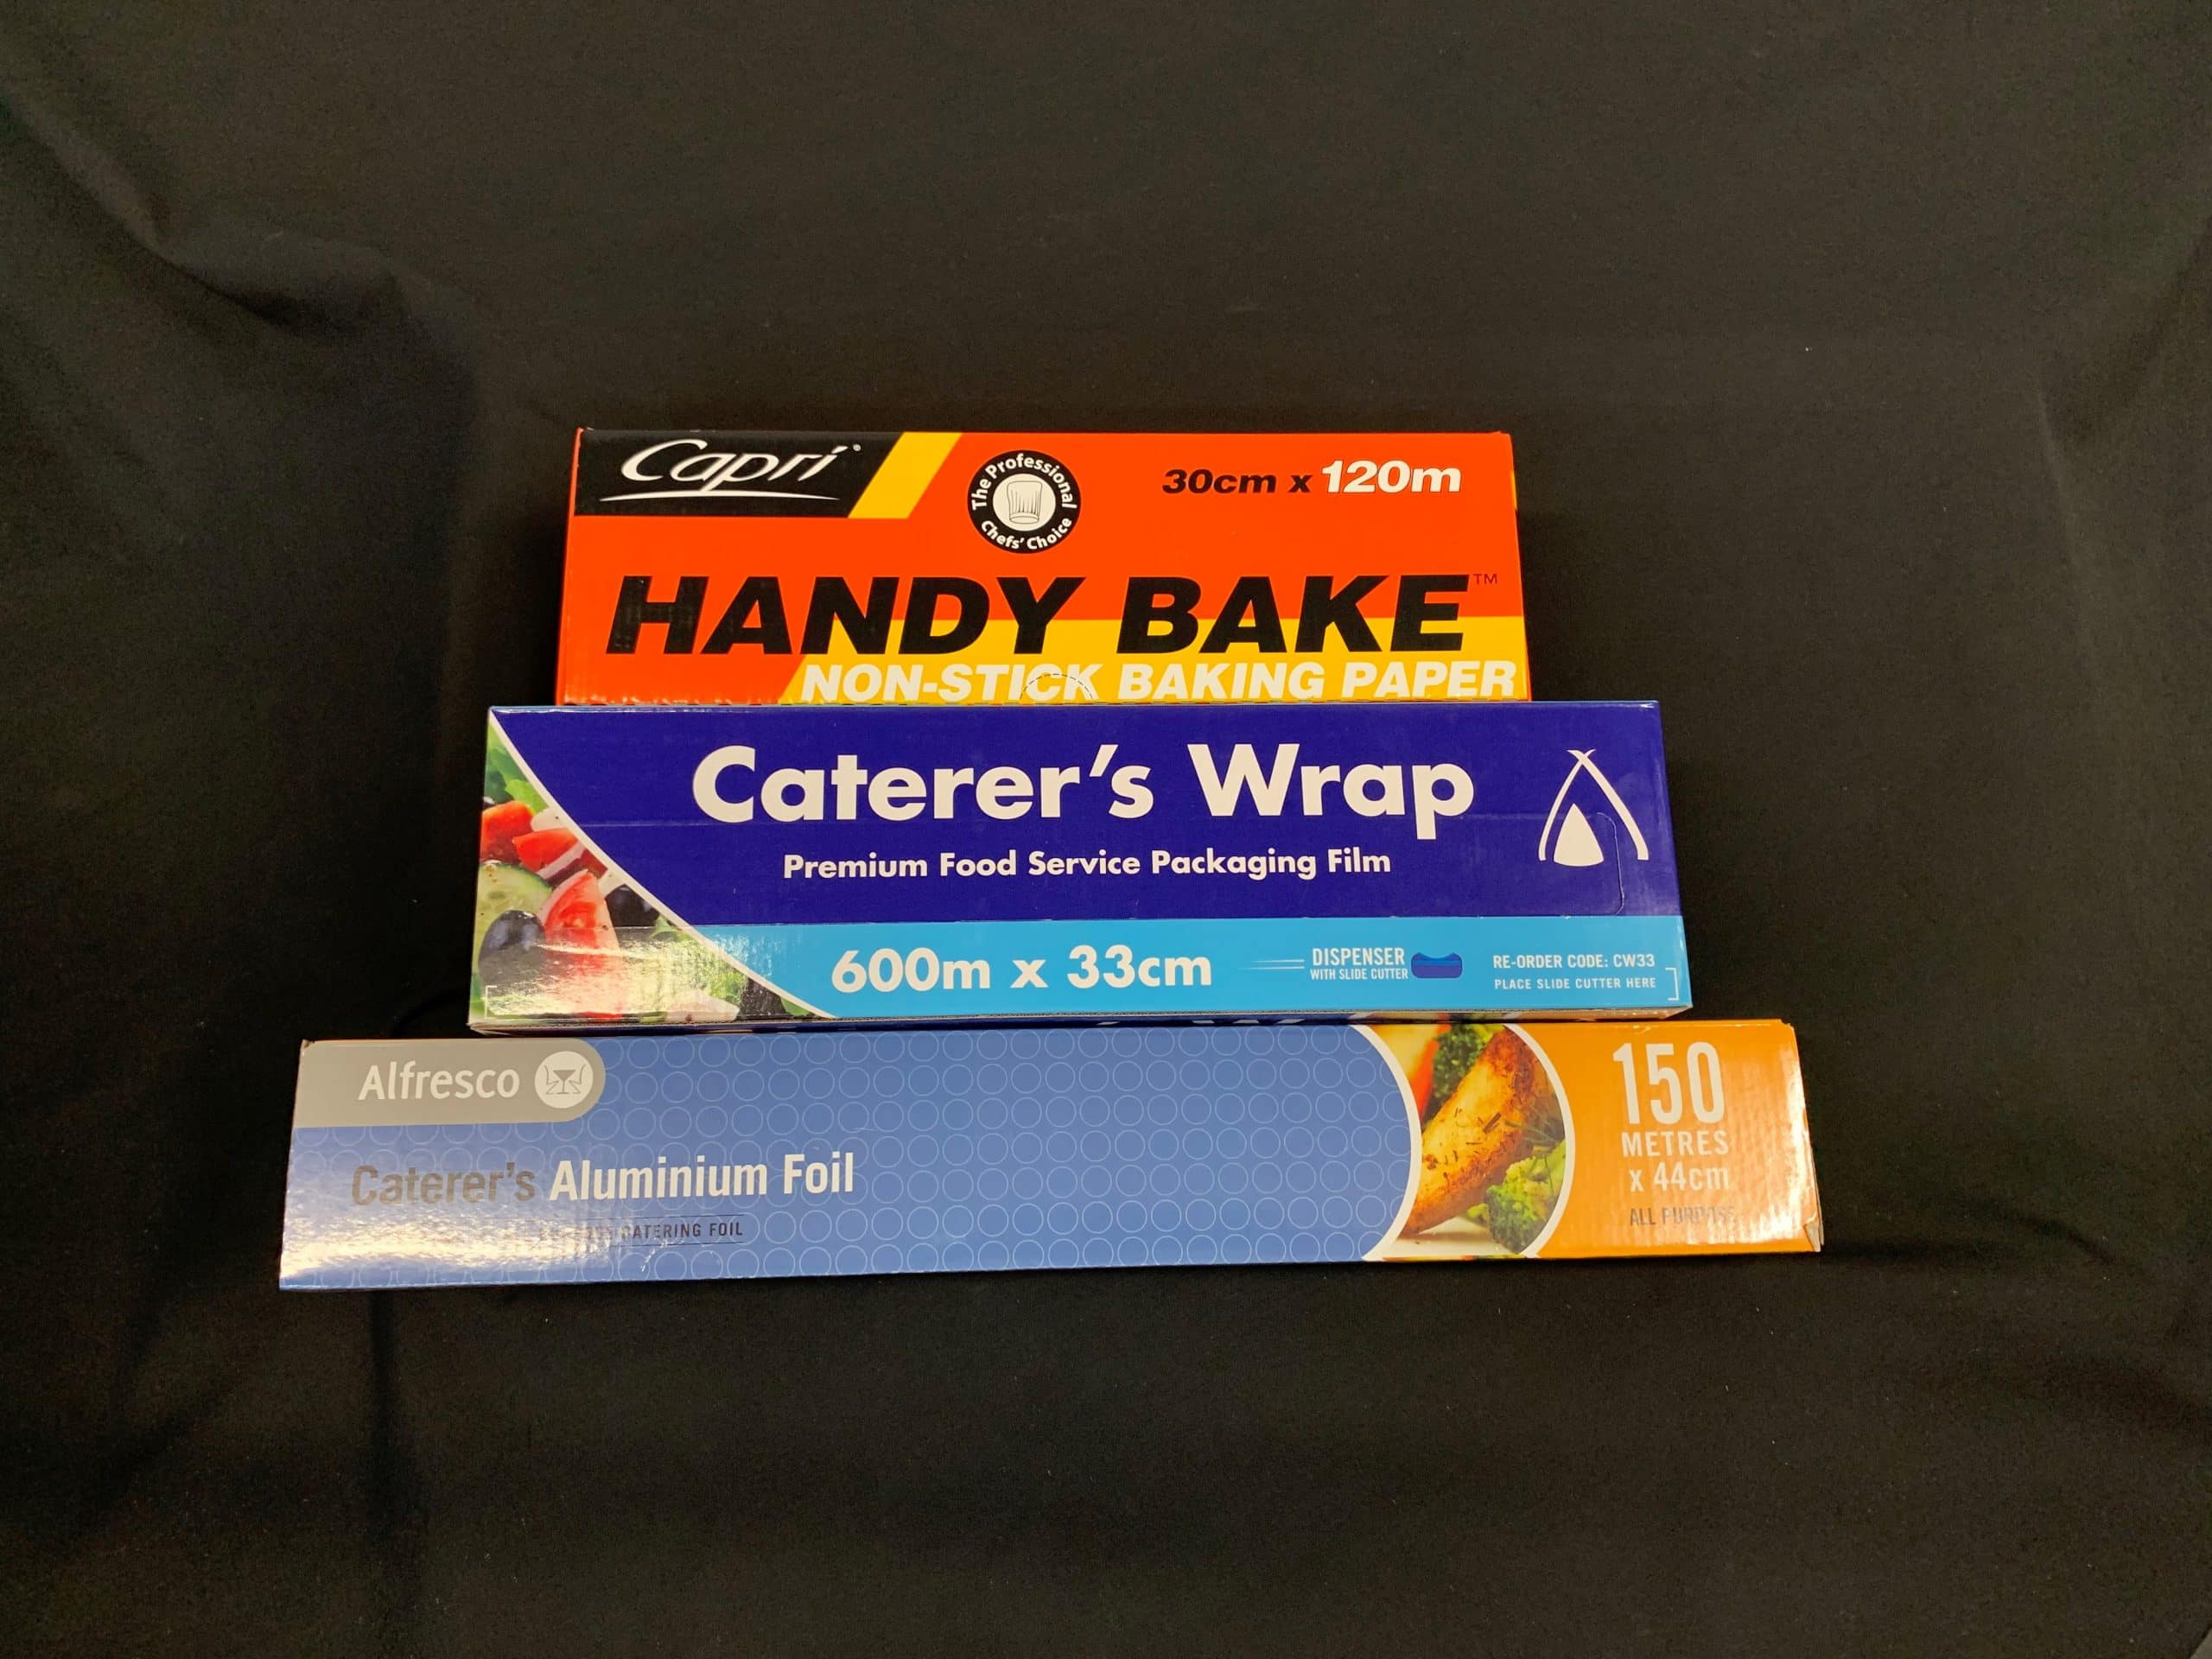 Capri
The Professional
Chefs' Choice
30cm x 120m
HANDY BAKE™
NON-STICK BAKING PAPER
Caterer's Wrap
Premium Food Service Packaging Film
600m x 33cm
DISPENSER
WITH SLIDE CUTTER
RE-ORDER CODE: CW33
PLACE SLIDE CUTTER HERE
Alfresco
Caterer's Aluminium Foil
CATERING FOIL
150
METRES
x 44cm
ALL PURPOSE